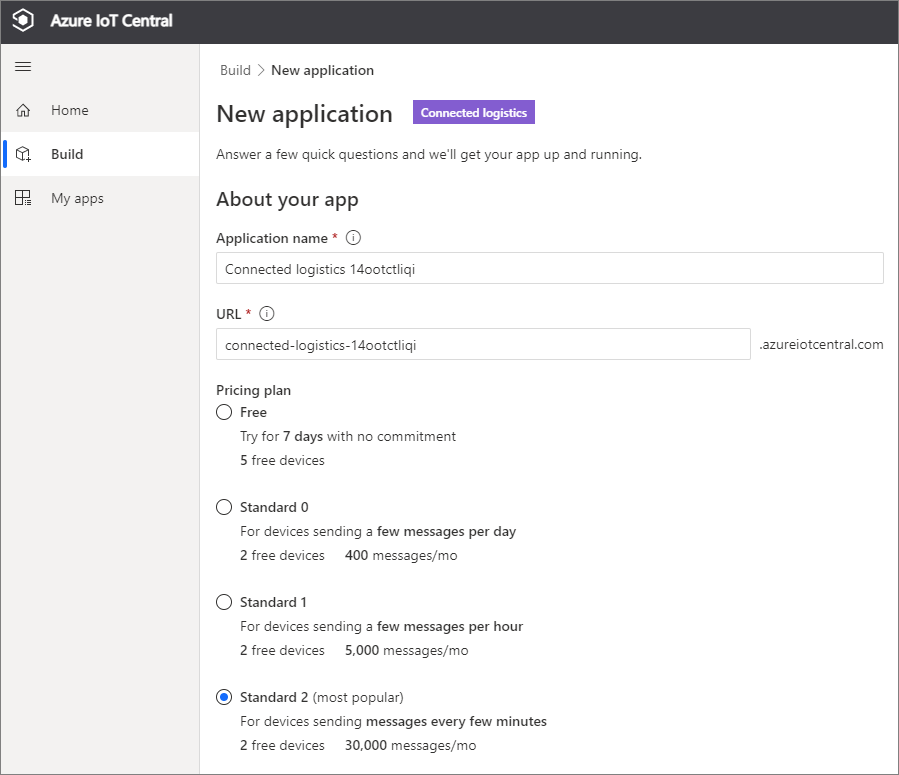 Azure IoT Central
Build > New application
Home
Build
My apps
New application
Connected logistics
Answer a few quick questions and we'll get your app up and running.
About your app
Application name *
Connected logistics 14ootctliqi
URL *
connected-logistics-14ootctliqi
.azureiotcentral.com
Pricing plan
Free
Try for 7 days with no commitment
5 free devices
Standard 0
For devices sending a few messages per day
2 free devices 400 messages/mo
Standard 1
For devices sending a few messages per hour
2 free devices 5,000 messages/mo
Standard 2 (most popular)
For devices sending messages every few minutes
2 free devices 30,000 messages/mo